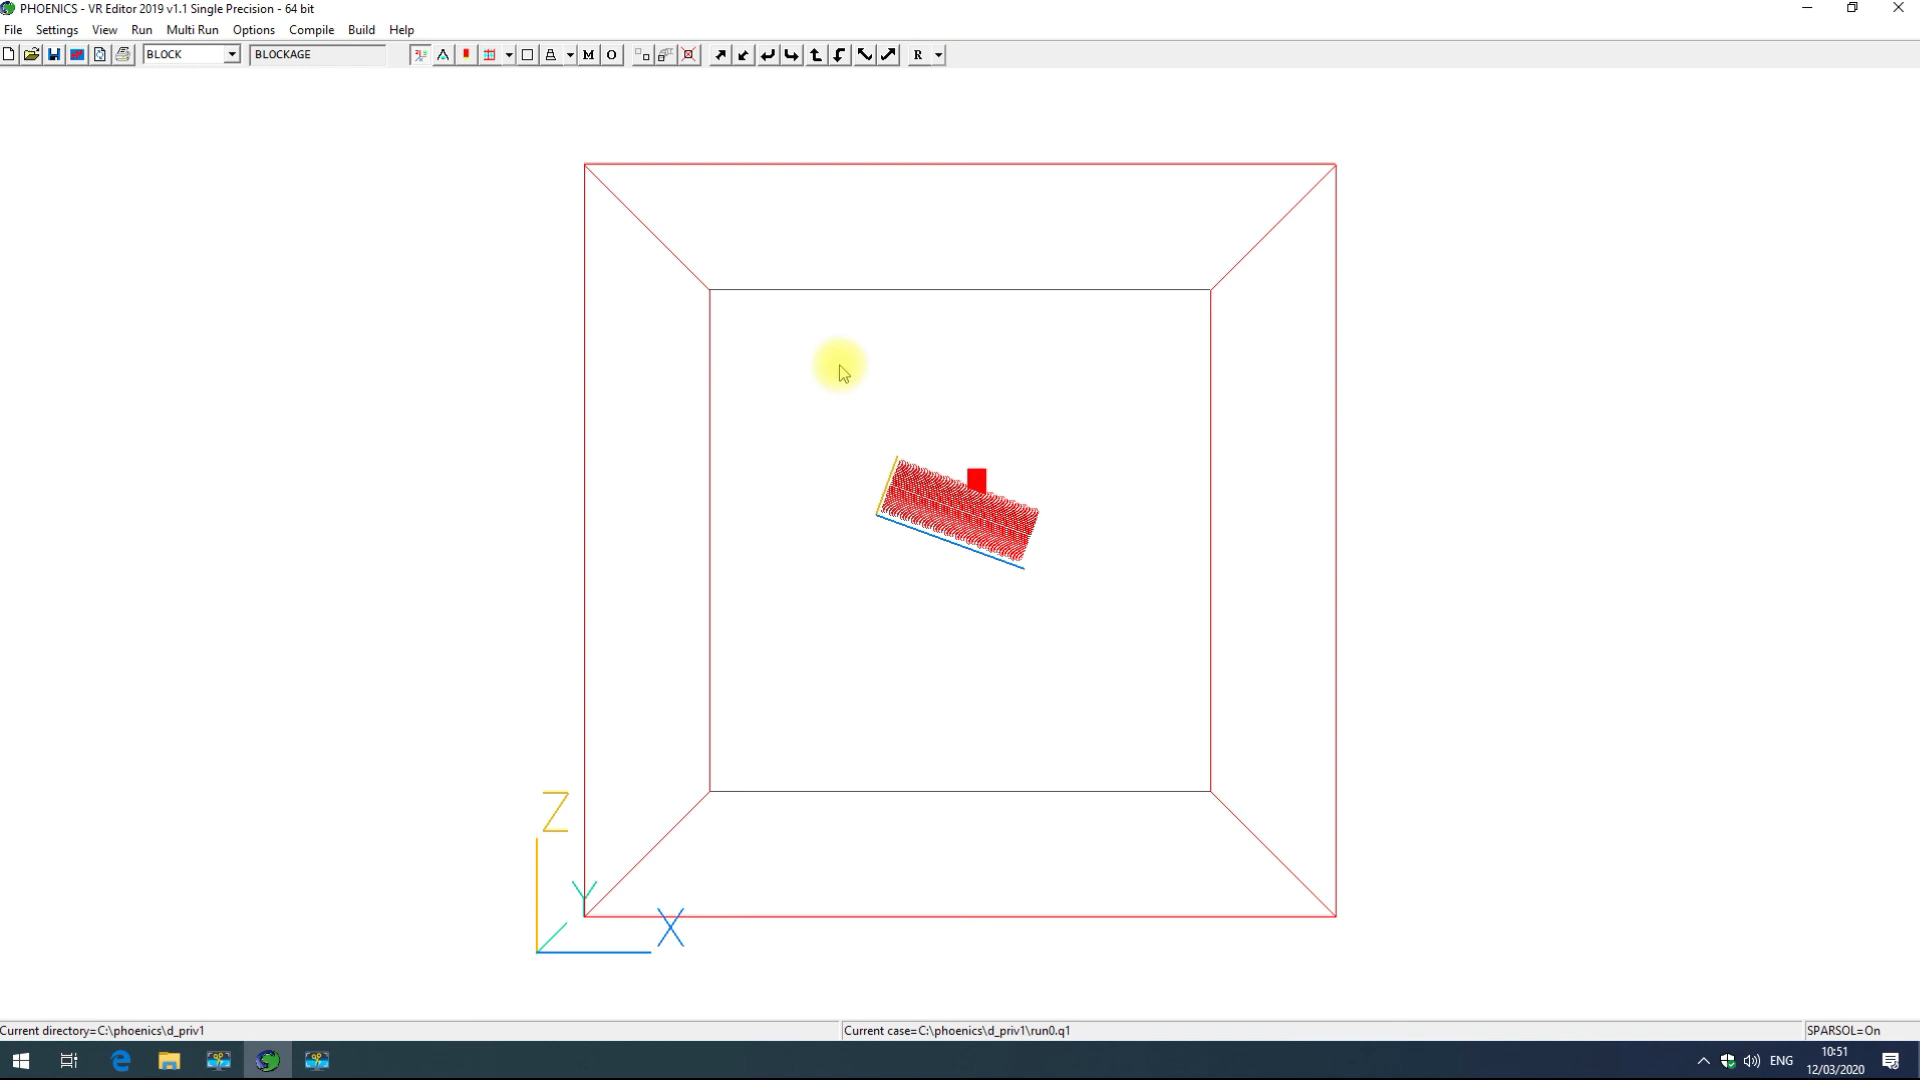 PHOENICS - VR Editor 2019 v1.1 Single Precision - 64 bit
File Settings View Run Multi Run Options Compile Build Help
BLOCK BLOCKAGE M O R
Z
Y
X
Current directory=C:\phoenics\d_priv1 Current case=C:\phoenics\d_priv1\run0.q1 SPARSOL=On
ENG 10:51
12/03/2020